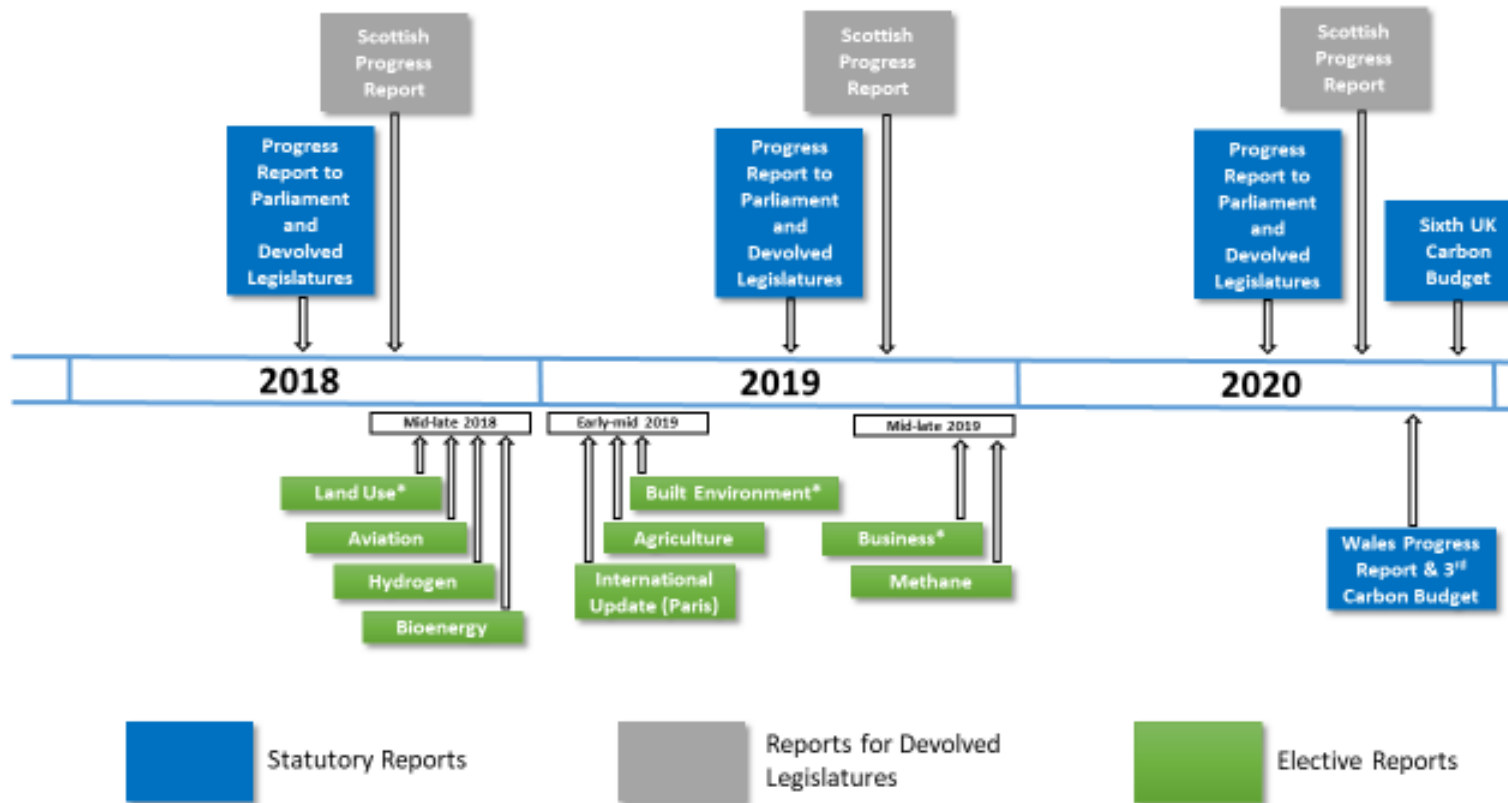 Scottish
Progress
Report
Scottish
Progress
Report
Scottish
Progress
Report
Progress
Report to
Parliament
and
Devolved
Legislatures
Progress
Report to
Parliament
and
Devolved
Legislatures
Progress
Report to
Parliament
and
Devolved
Legislatures
Sixth UK
Carbon
Budget
2018
2019
2020
Mid-late 2018
Early-mid 2019
Mid-late 2019
Land Use*
Aviation
Hydrogen
Bioenergy
Built Environment*
Agriculture
International
Update (Paris)
Business*
Methane
Wales Progress
Report & 3rd
Carbon Budget
Statutory Reports
Reports for Devolved
Legislatures
Elective Reports